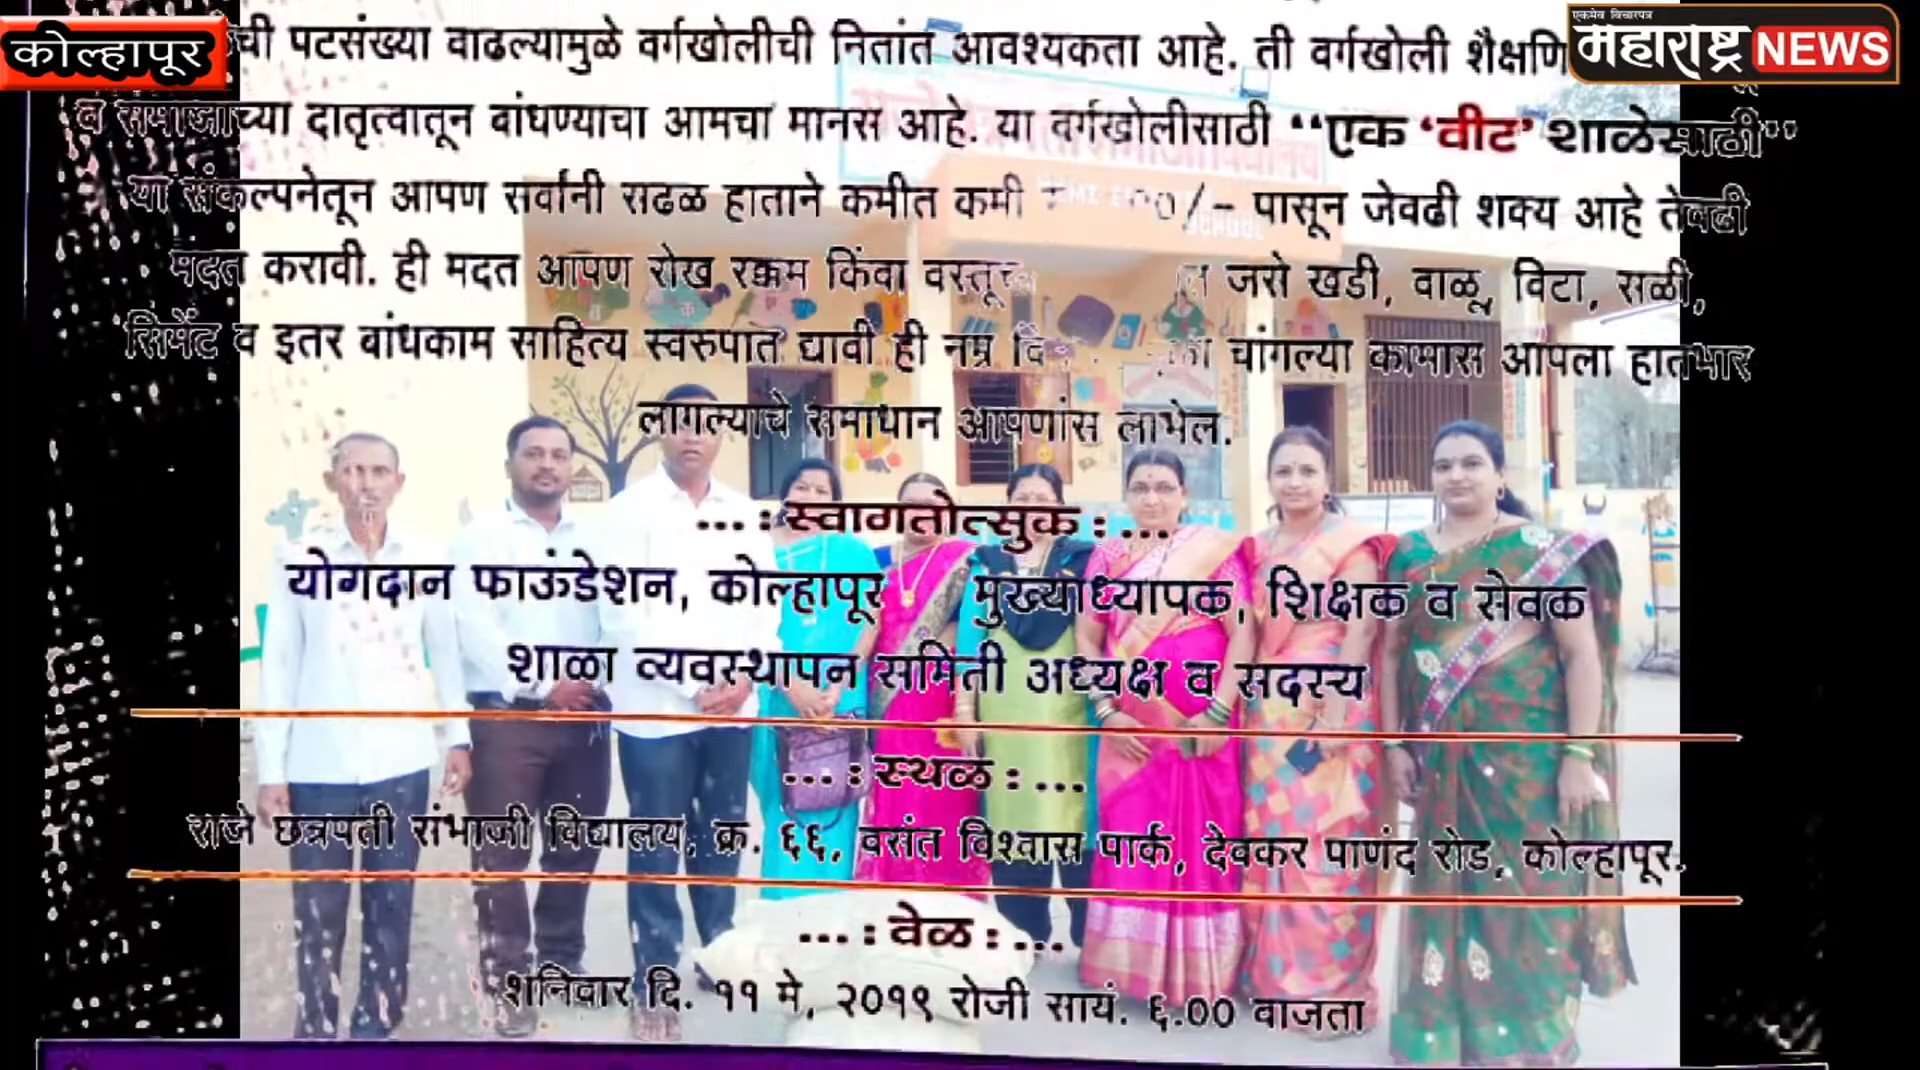 कोल्हापूर
एकमेव विचारपत्र
महाराष्ट्र NEWS
पटसंख्या वाढल्यामुळे वर्गखोलीची नितांत आवश्यकता आहे. ती वर्गखोली
व समाजाच्या दातृत्वातून बांधण्याचा आमचा मानस आहे. या वर्गखोलीसाठी “एक ‘वीट’ शाळेसाठी”
या संकल्पनेतून आपण सर्वांनी सढळ हाताने कमीत कमी पासून जेवढी शक्य आहे तेवढी
मदत करावी. ही मदत आपण रोख रक्कम किंवा जसे खडी, वाळू, विटा, सळी,
सिमेंट व इतर बांधकाम साहित्य स्वरुपात द्यावी ही नम्र चांगल्या कामास आपला हातभार
लागल्याचे समाधान आपणांस लाभेल.
... : स्वागतोत्सुक : ...
योगदान फाऊंडेशन, कोल्हापूर मुख्याध्यापक, शिक्षक व सेवक
शाळा व्यवस्थापन समिती अध्यक्ष व सदस्य
... : स्थळ : ...
राजे छत्रपती संभाजी विद्यालय, क्र. ६६, वसंत विश्वास पार्क, देवकर पाणंद रोड, कोल्हापूर.
... : वेळ : ...
शनिवार दि. ११ मे, २०१९ रोजी सायं. ६.00 वाजता